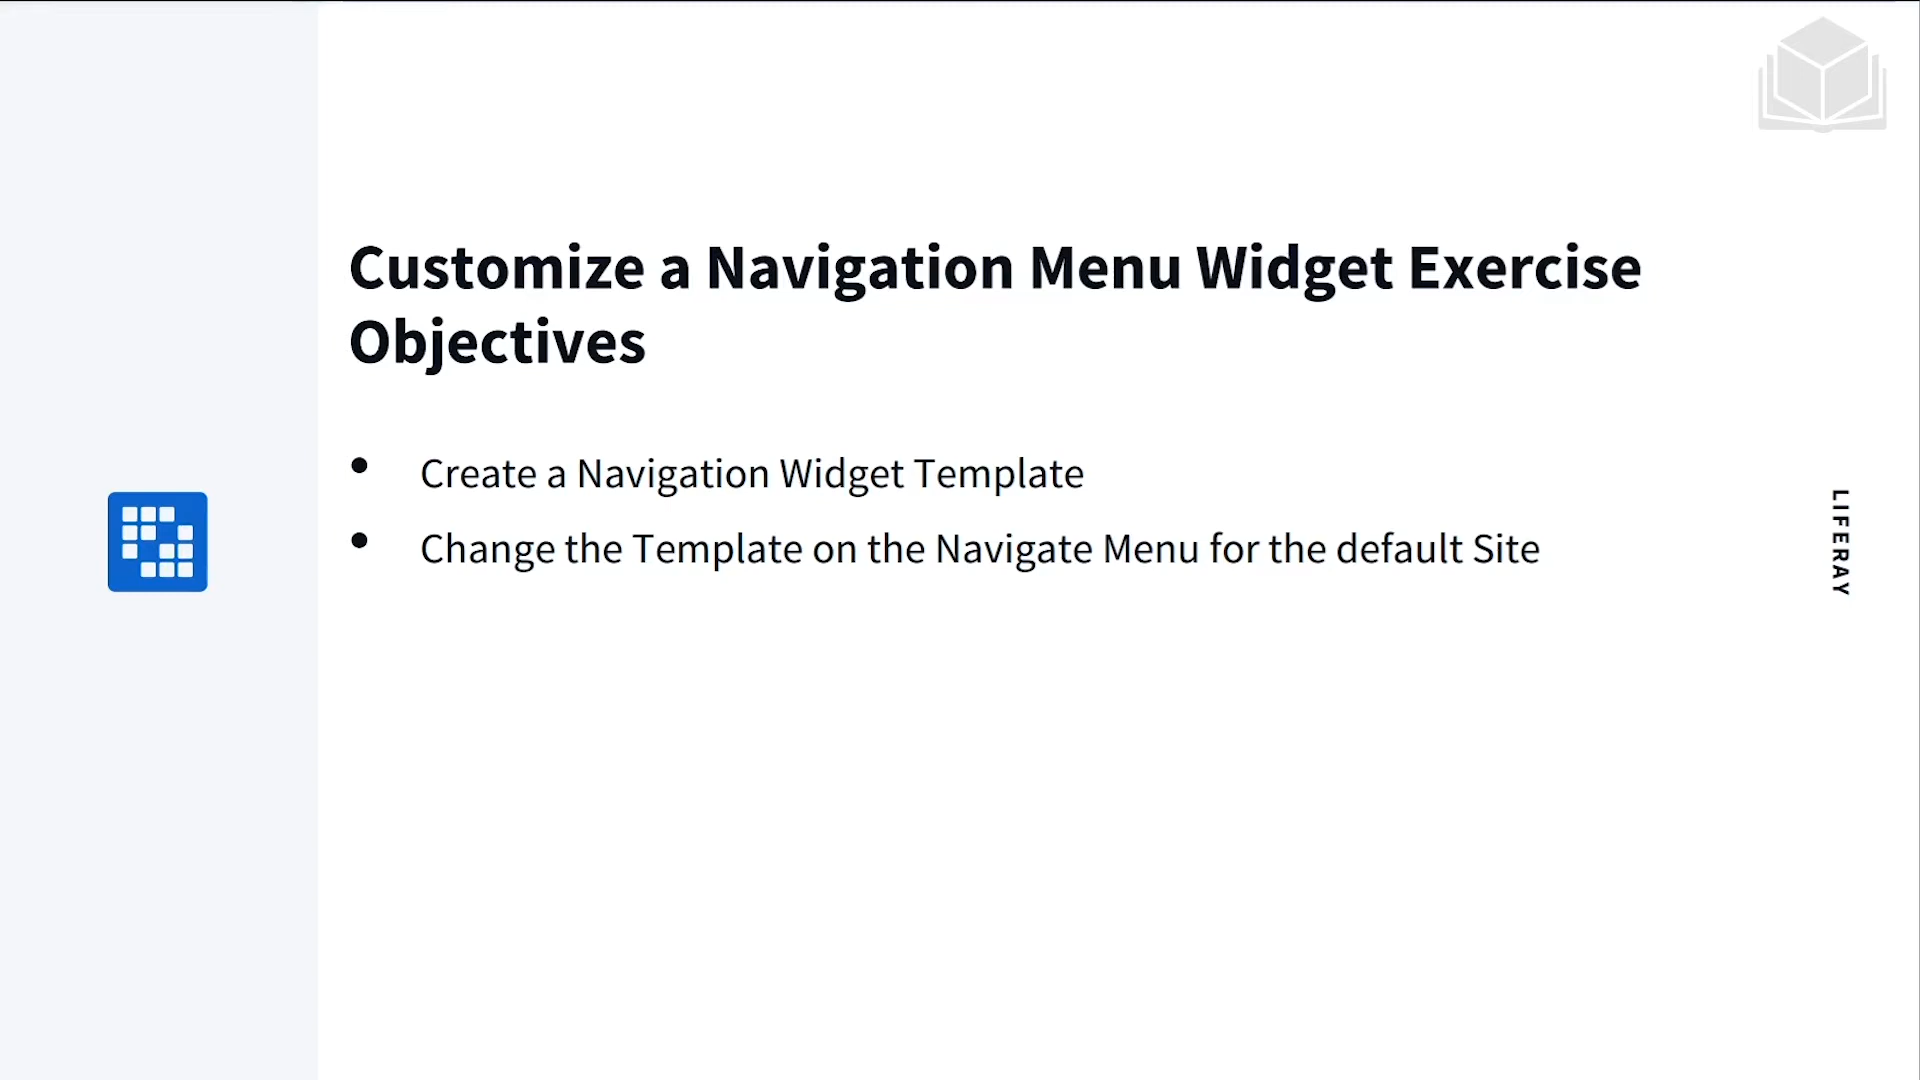 Customize a Navigation Menu Widget Exercise
Objectives
• Create a Navigation Widget Template
• Change the Template on the Navigate Menu for the default Site
LIFERAY